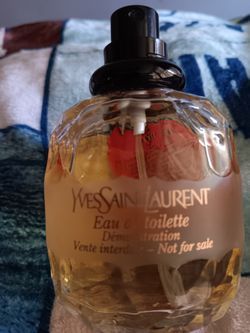 YVES SAINT LAURENT
Eau de toilette
Démonstration
Vente interdite - Not for sale